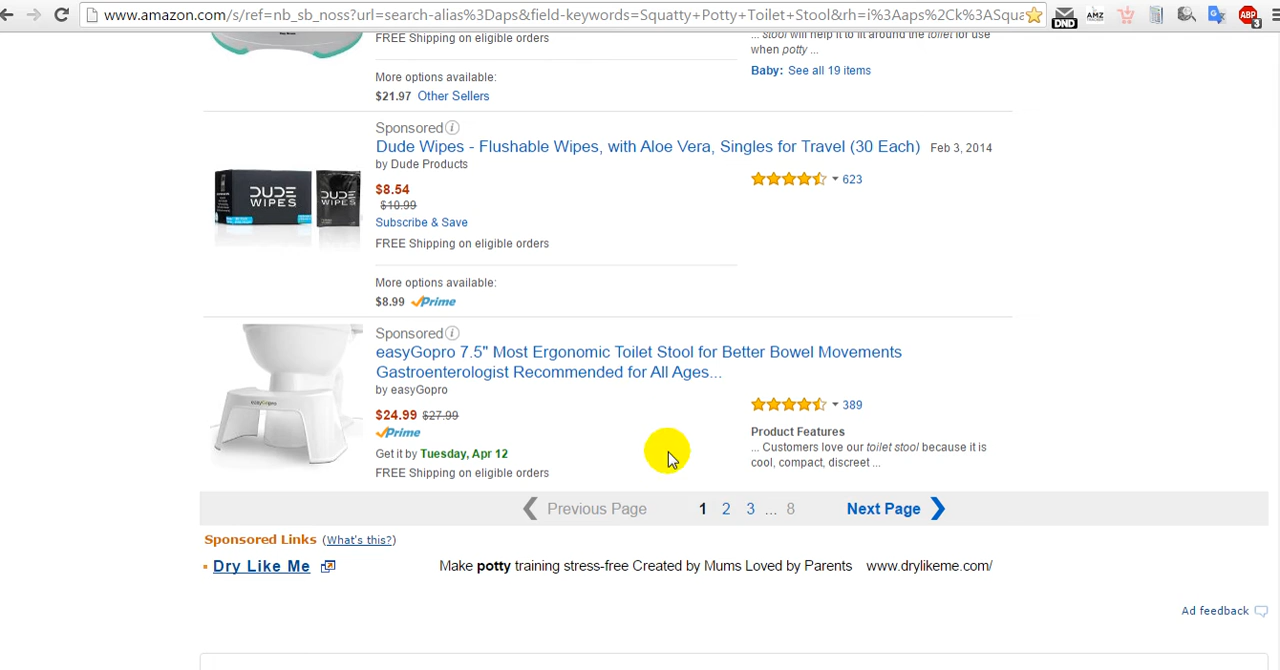 www.amazon.com/s/ref=nb_sb_noss?url=search-alias%3Daps&field-keywords=Squatty+Potty+Toilet+Stool&rh=i%3Aaps%2Ck%3ASqua
DND
AMZ
ABP
3
FREE Shipping on eligible orders
... stool will help it to fit around the toilet for use
when potty ...
Baby: See all 19 items
More options available:
$21.97 Other Sellers
Sponsored
Dude Wipes - Flushable Wipes, with Aloe Vera, Singles for Travel (30 Each) Feb 3, 2014
by Dude Products
DUDE
WIPES
DUDE
WIPES
$8.54
$10.99
Subscribe & Save
FREE Shipping on eligible orders
623
More options available:
$8.99 Prime
Sponsored
easyGopro 7.5" Most Ergonomic Toilet Stool for Better Bowel Movements
Gastroenterologist Recommended for All Ages...
by easyGopro
easyGopro
$24.99 $27.99
Prime
Get it by Tuesday, Apr 12
FREE Shipping on eligible orders
389
Product Features
... Customers love our toilet stool because it is
cool, compact, discreet ...
Previous Page 1 2 3 ... 8 Next Page
Sponsored Links (What's this?)
Dry Like Me
Make potty training stress-free Created by Mums Loved by Parents www.drylikeme.com/
Ad feedback